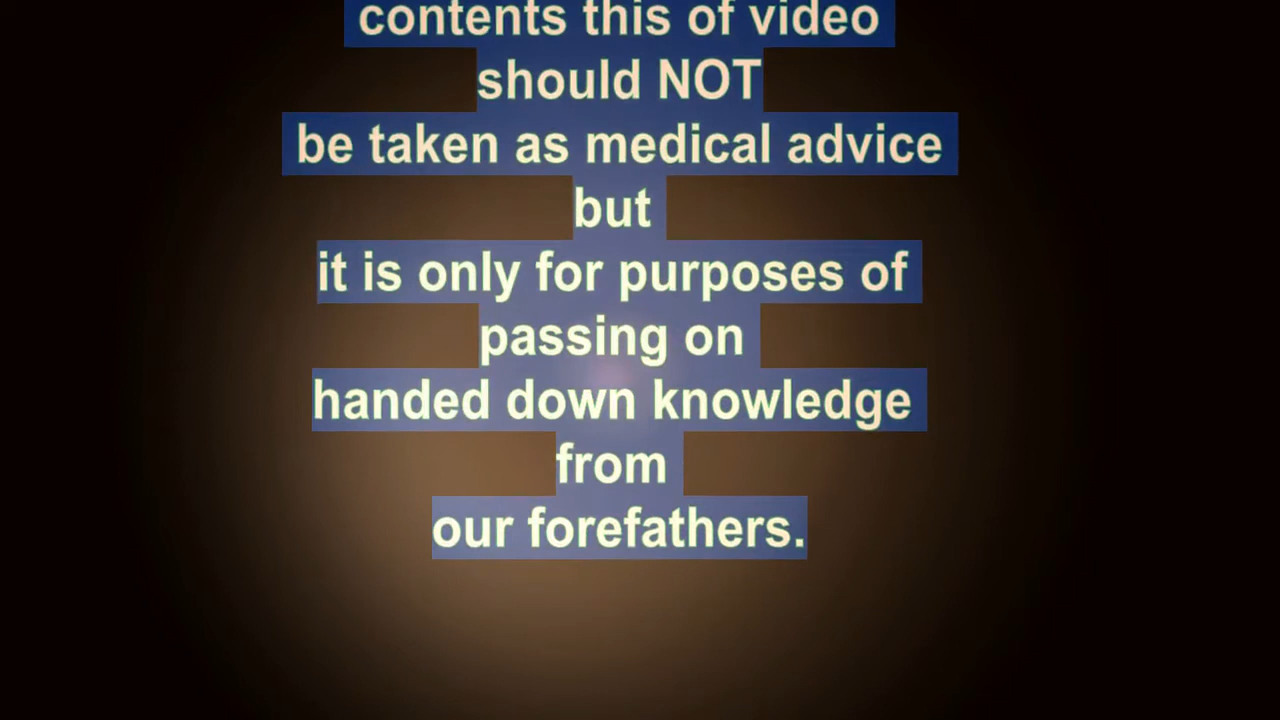 contents this of video
should NOT
be taken as medical advice
but
it is only for purposes of
passing on
handed down knowledge
from
our forefathers.